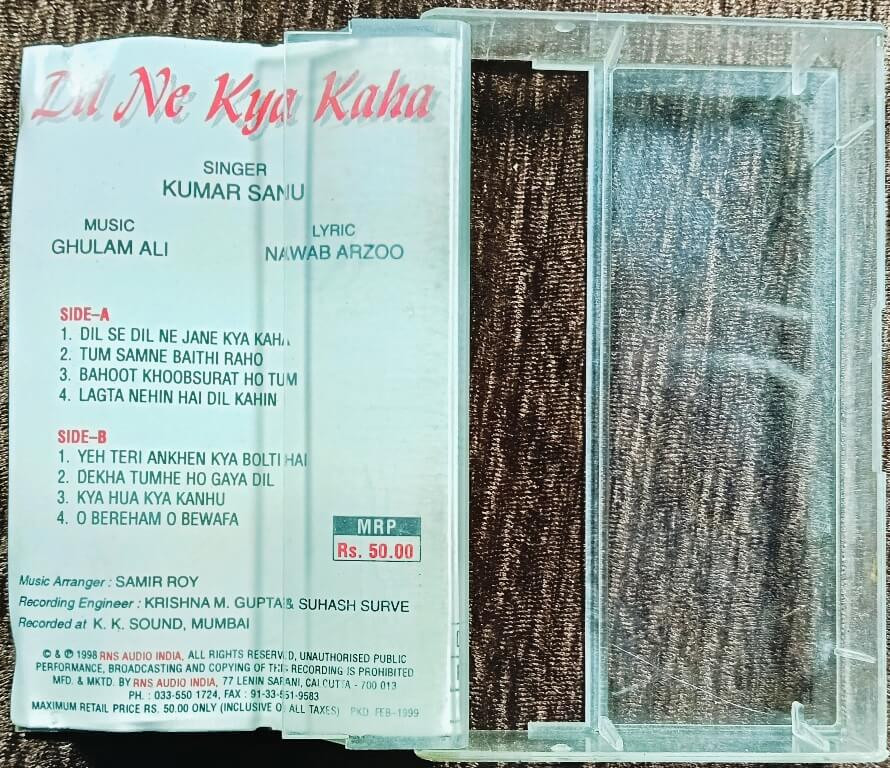 Dil Ne Kya Kaha
SINGER
KUMAR SANU
MUSIC
GHULAM ALI
LYRIC
NAWAB ARZOO
SIDE-A
1. DIL SE DIL NE JANE KYA KAHA
2. TUM SAMNE BAITHI RAHO
3. BAHOOT KHOOBSURAT HO TUM
4. LAGTA NEHIN HAI DIL KAHIN
SIDE-B
1. YEH TERI ANKHEN KYA BOLTI HAI
2. DEKHA TUMHE HO GAYA DIL
3. KYA HUA KYA KANHU
4. O BEREHAM O BEWAFA
MRP
Rs. 50.00
Music Arranger : SAMIR ROY
Recording Engineer : KRISHNA M. GUPTA & SUHASH SURVE
Recorded at K. K. SOUND, MUMBAI
© & ℗ 1998 RNS AUDIO INDIA, ALL RIGHTS RESERVED, UNAUTHORISED PUBLIC
PERFORMANCE, BROADCASTING AND COPYING OF THIS RECORDING IS PROHIBITED
MFD. & MKTD. BY RNS AUDIO INDIA, 77 LENIN SARANI, CALCUTTA - 700 013
PH. : 033-550 1724, FAX : 91-33-551-9583
MAXIMUM RETAIL PRICE RS. 50.00 ONLY (INCLUSIVE OF ALL TAXES) PKD. FEB-1999